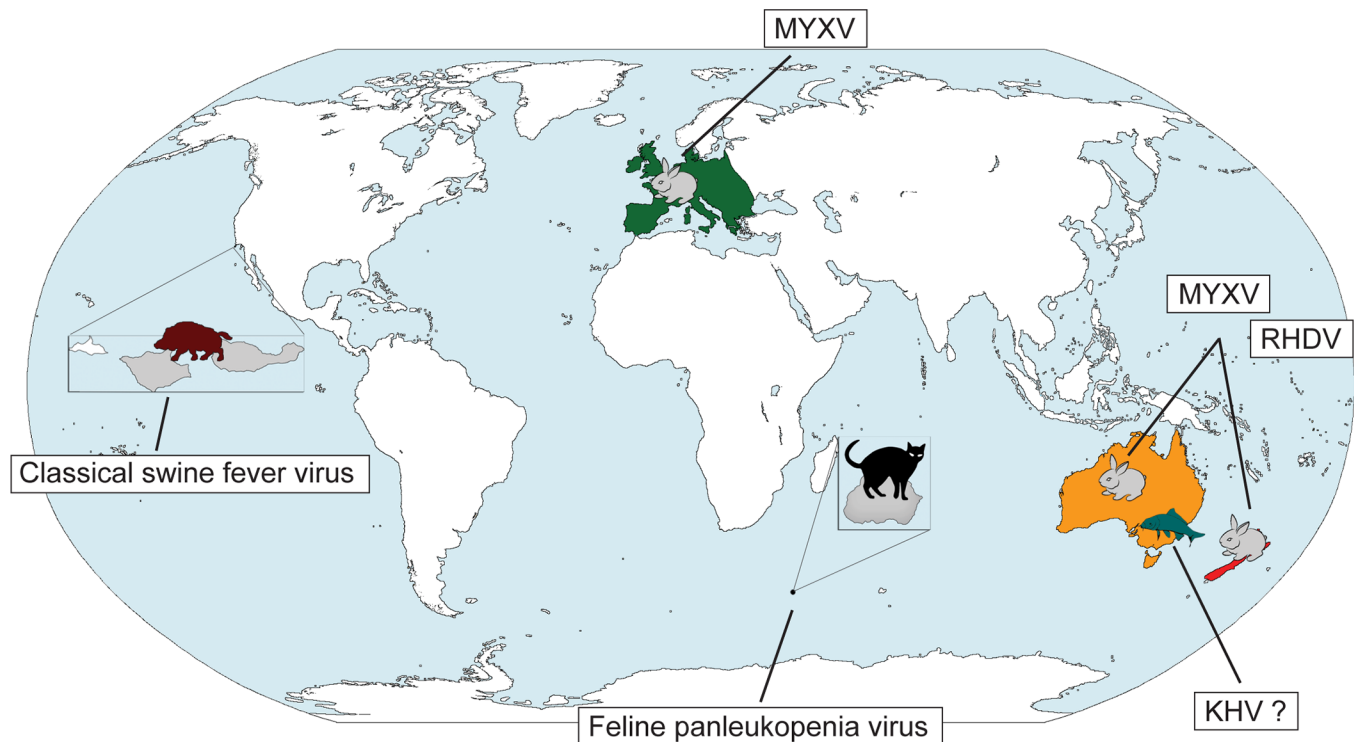 MYXV
MYXV
RHDV
Classical swine fever virus
KHV ?
Feline panleukopenia virus